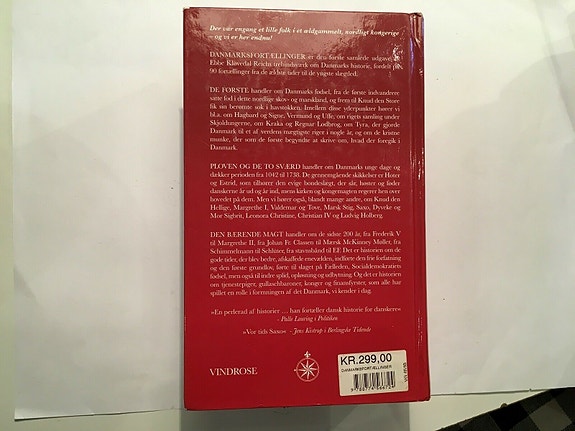 Der var engang et lille folk i et ældgammelt, nordligt kongerige
– og vi er her endnu!
DANMARKSFORTÆLLINGER er den første samlede udgave af
Ebbe Kløvedal Reichs trebindsværk om Danmarks historie, fordelt på
90 fortællinger fra de ældste tider til de yngste slægtled.
DE FØRSTE handler om Danmarks fødsel, fra de første indvandrere
satte fod i dette nordlige skov- og marskland, og frem til Knud den Store
fik sin berømte sok i havstokken. Imellem disse yderpunkter hører vi
bl.a. om Hagbard og Signe, Vermund og Uffe, om rigets samling under
Skjoldungerne, om Kraka og Regnar Lodbrog, om Tyra, der gjorde
Danmark til et af verdens mægtigste riger i nogle år, og om de kristne
munke, der som de første begyndte at skrive om, hvad der foregik i
Danmark.
PLOVEN OG DE TO SVÆRD handler om Danmarks unge dage og
dækker perioden fra 1042 til 1738. De gennemgående skikkelser er Hoter
og Estrid, som tilhører den evige bondeslægt, der slår, høster og føder
danskerne år ud og år ind, mens kirken og kongemagten regerer hest over
hovedet på dem. Men vi hører også, blandt mange andre, om Knud den
Hellige, Margrethe I, Valdemar og Tove, Marsk Stig, Saxo, Dyveke og
Mor Sigbrit, Leonora Christine, Christian IV og Ludvig Holberg.
DEN BÆRENDE MAGT handler om de sidste 200 år, fra Frederik V
til Margrethe II, fra Johan Fr. Classen til Mærsk McKinney Møller, fra
Schimmelmann til Schlüter, fra stavnsbånd til EF. Det er historien om de
gode tider, der blev bedre, afskaffede enevælden, indførte den frie forfatning
og den første grundlov, førte til slaget på Fælleden, Socialdemokratiets
fødsel, men også til indre splid, opløsning og udbytning. Og det er historien
om tjenestepiger, gullaschbaroner, konger og finansfyrster, som alle har
spillet en rolle i formningen af det Danmark, vi kender i dag.
»En perlerad af historier ... han fortæller dansk historie for danskere«
- Palle Lauring i Politiken
»Vor tids Saxo« - Jens Kistrup i Berlingske Tidende
VINDROSE
KR.299,00
DANMARKSFORTÆLLINGER